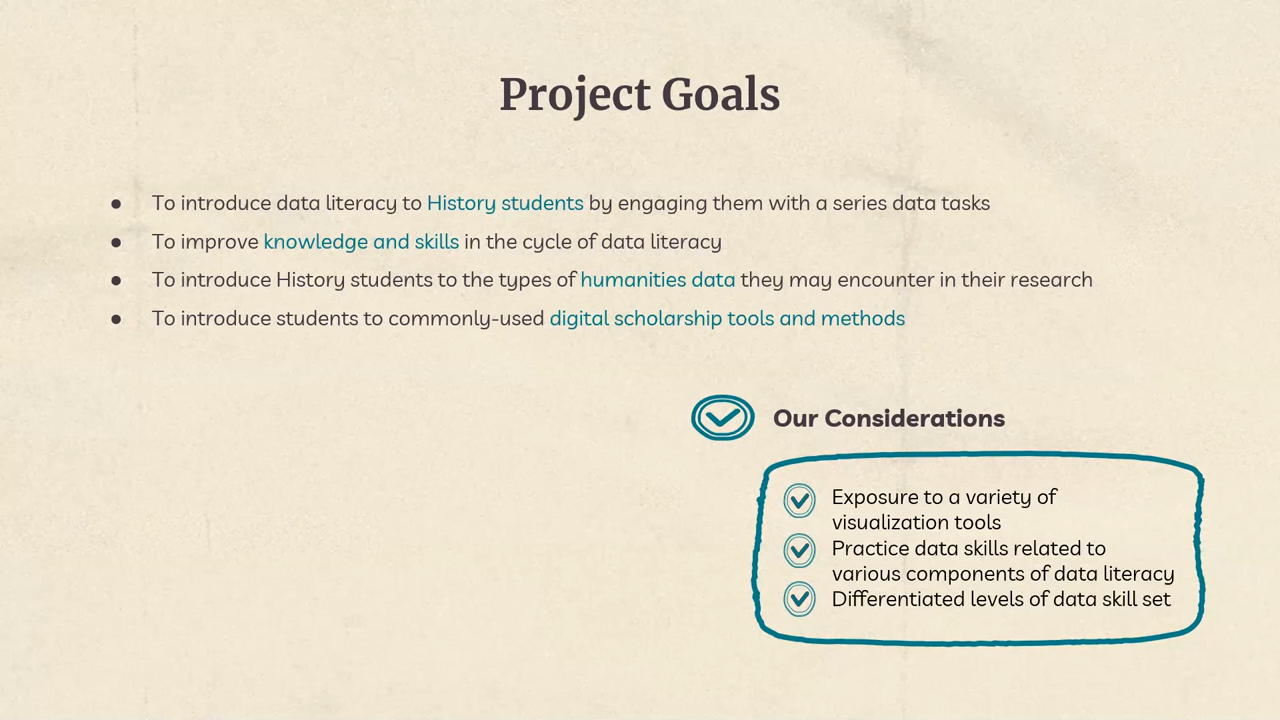 Project Goals
● To introduce data literacy to History students by engaging them with a series data tasks
● To improve knowledge and skills in the cycle of data literacy
● To introduce History students to the types of humanities data they may encounter in their research
● To introduce students to commonly-used digital scholarship tools and methods
Our Considerations
Exposure to a variety of
visualization tools
Practice data skills related to
various components of data literacy
Differentiated levels of data skill set